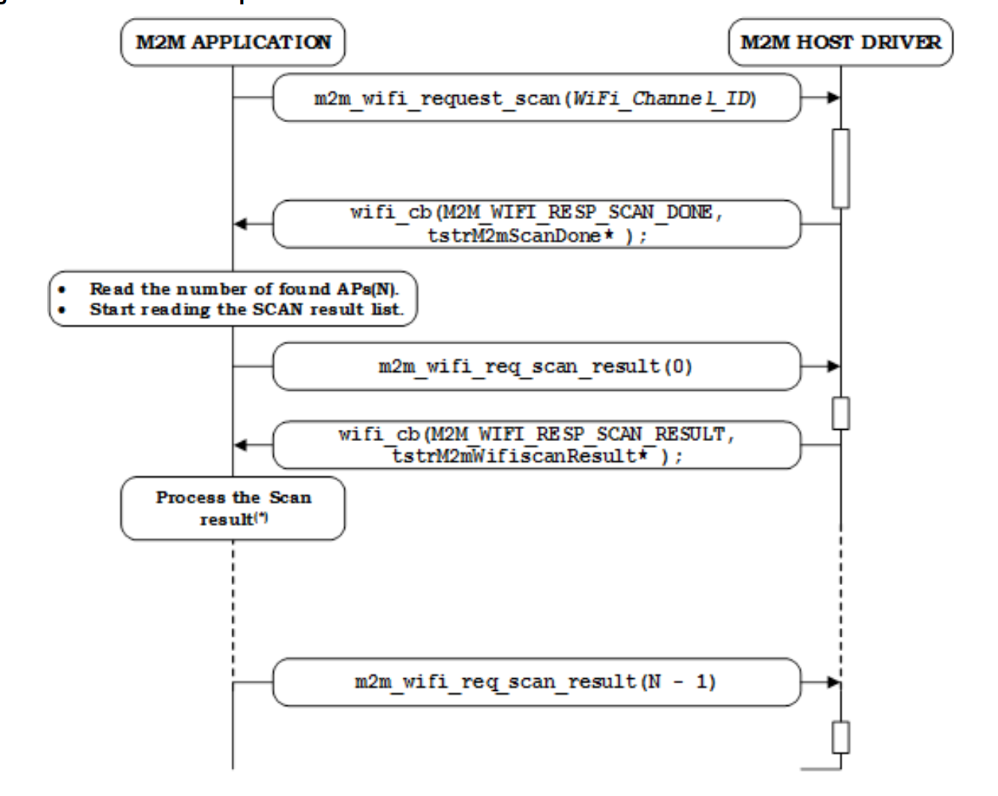 M2M APPLICATION
M2M HOST DRIVER
m2m_wifi_request_scan(WiFi_Channel_ID)
wifi_cb(M2M_WIFI_RESP_SCAN_DONE,
tstrM2mScanDone* );
• Read the number of found APs(N).
• Start reading the SCAN result list.
m2m_wifi_req_scan_result(0)
wifi_cb(M2M_WIFI_RESP_SCAN_RESULT,
tstrM2mWifiscanResult* );
Process the Scan
result(*)
m2m_wifi_req_scan_result(N - 1)